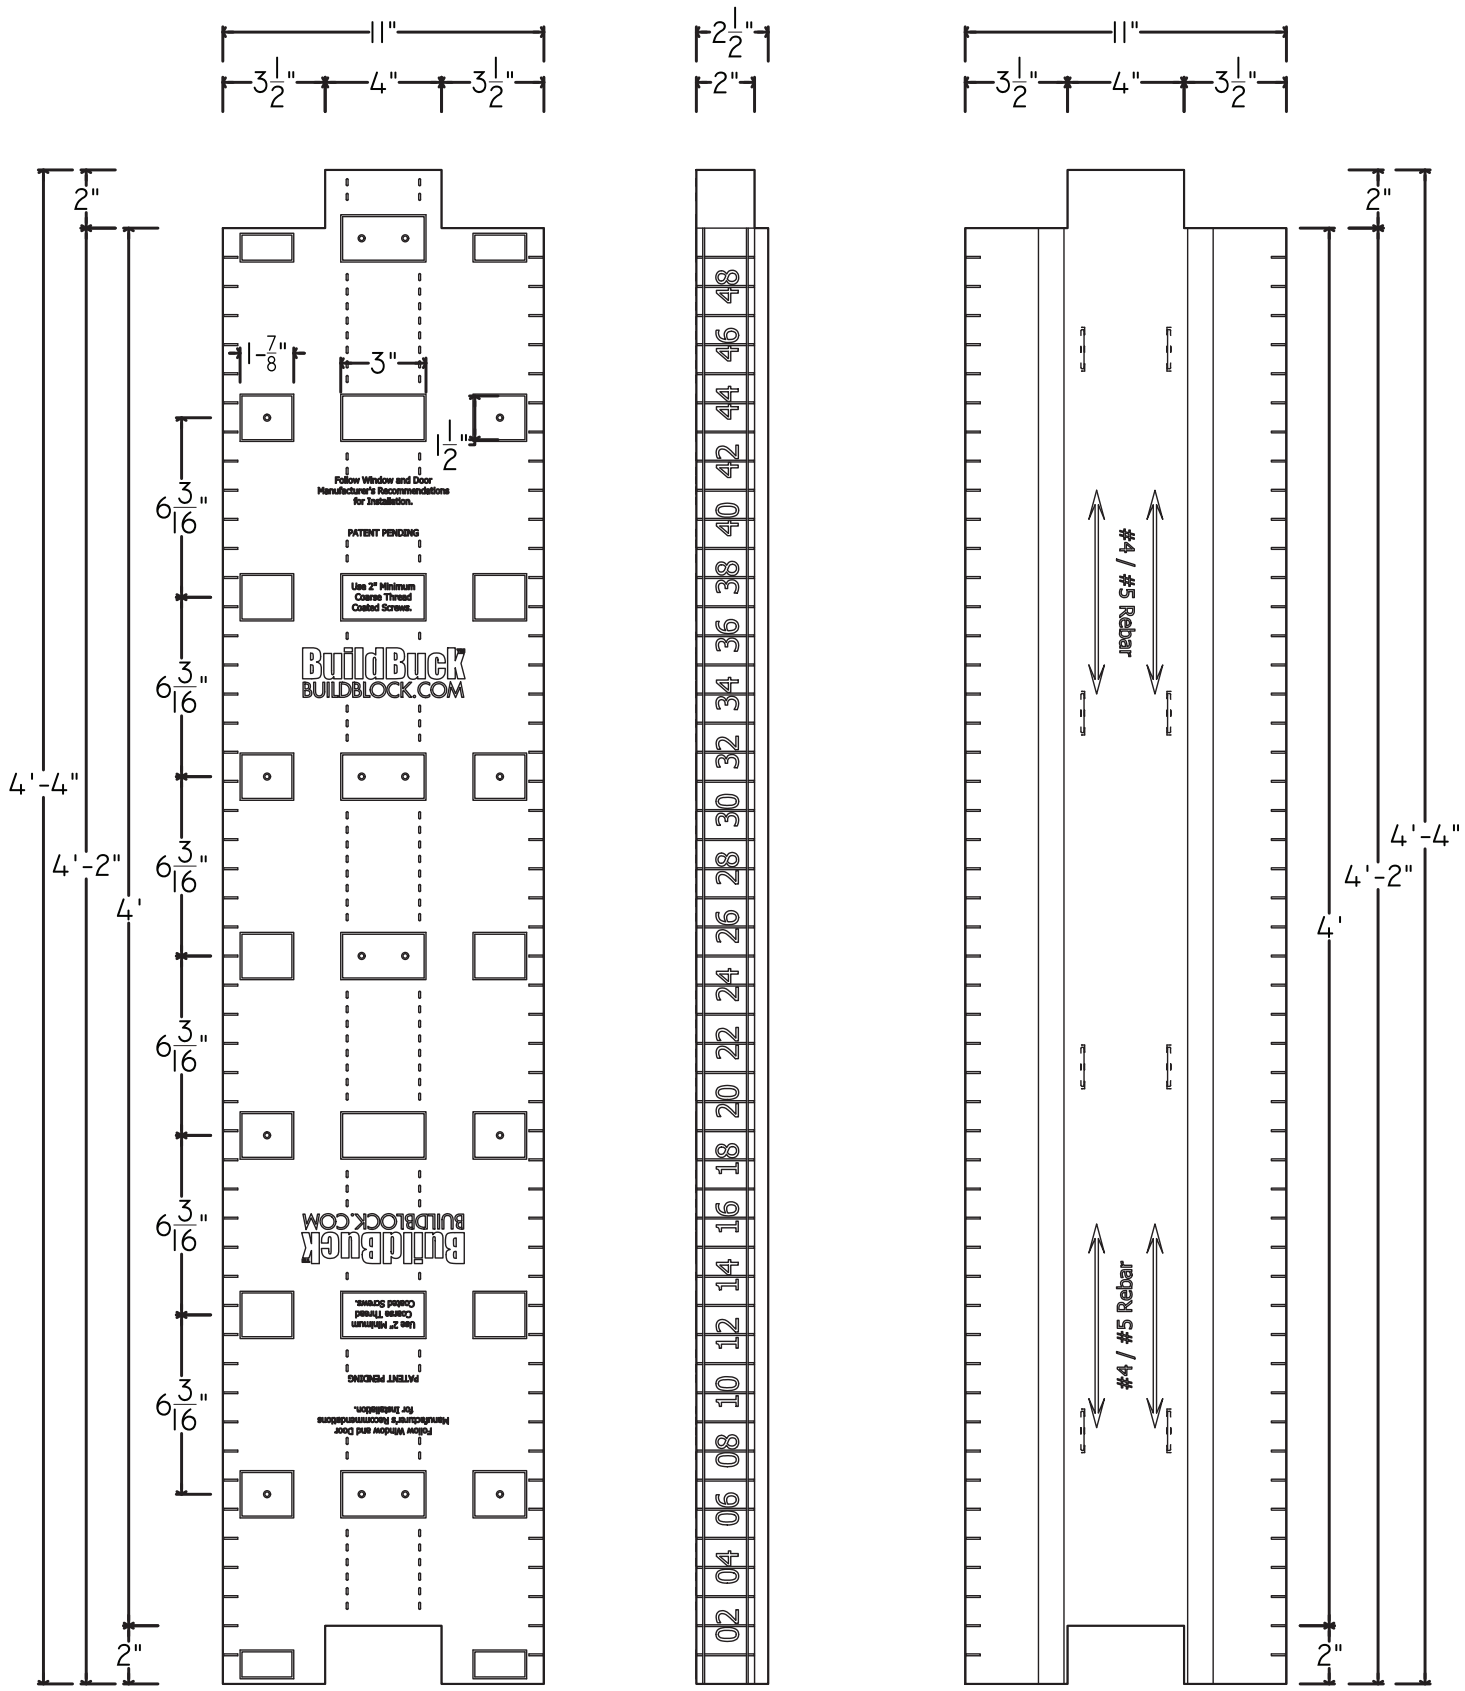 11"
2 1/2"
11"
3 1/2"
4"
3 1/2"
2"
3 1/2"
4"
3 1/2"
2"
2"
1-7/8"
3"
1 1/2"
Follow Window and Door
Manufacturer's Recommendations
for Installation.
PATENT PENDING
Use 2" Minimum
Coarse Thread
Coated Screws.
BuildBuck™
BUILDBLOCK.COM
6 3/16"
6 3/16"
6 3/16"
6 3/16"
6 3/16"
6 3/16"
4'-4"
4'-2"
4'
2"
BUILDBLOCK.COM
BuildBuck™
Coated Screws.
Coarse Thread
Use 2" Minimum
PATENT PENDING
for Installation.
Manufacturer's Recommendations
Follow Window and Door
48
46
44
42
40
38
36
34
32
30
28
26
24
22
20
18
16
14
12
10
08
06
04
02
#4 / #5 Rebar
#4 / #5 Rebar
4'-4"
4'-2"
4'
2"